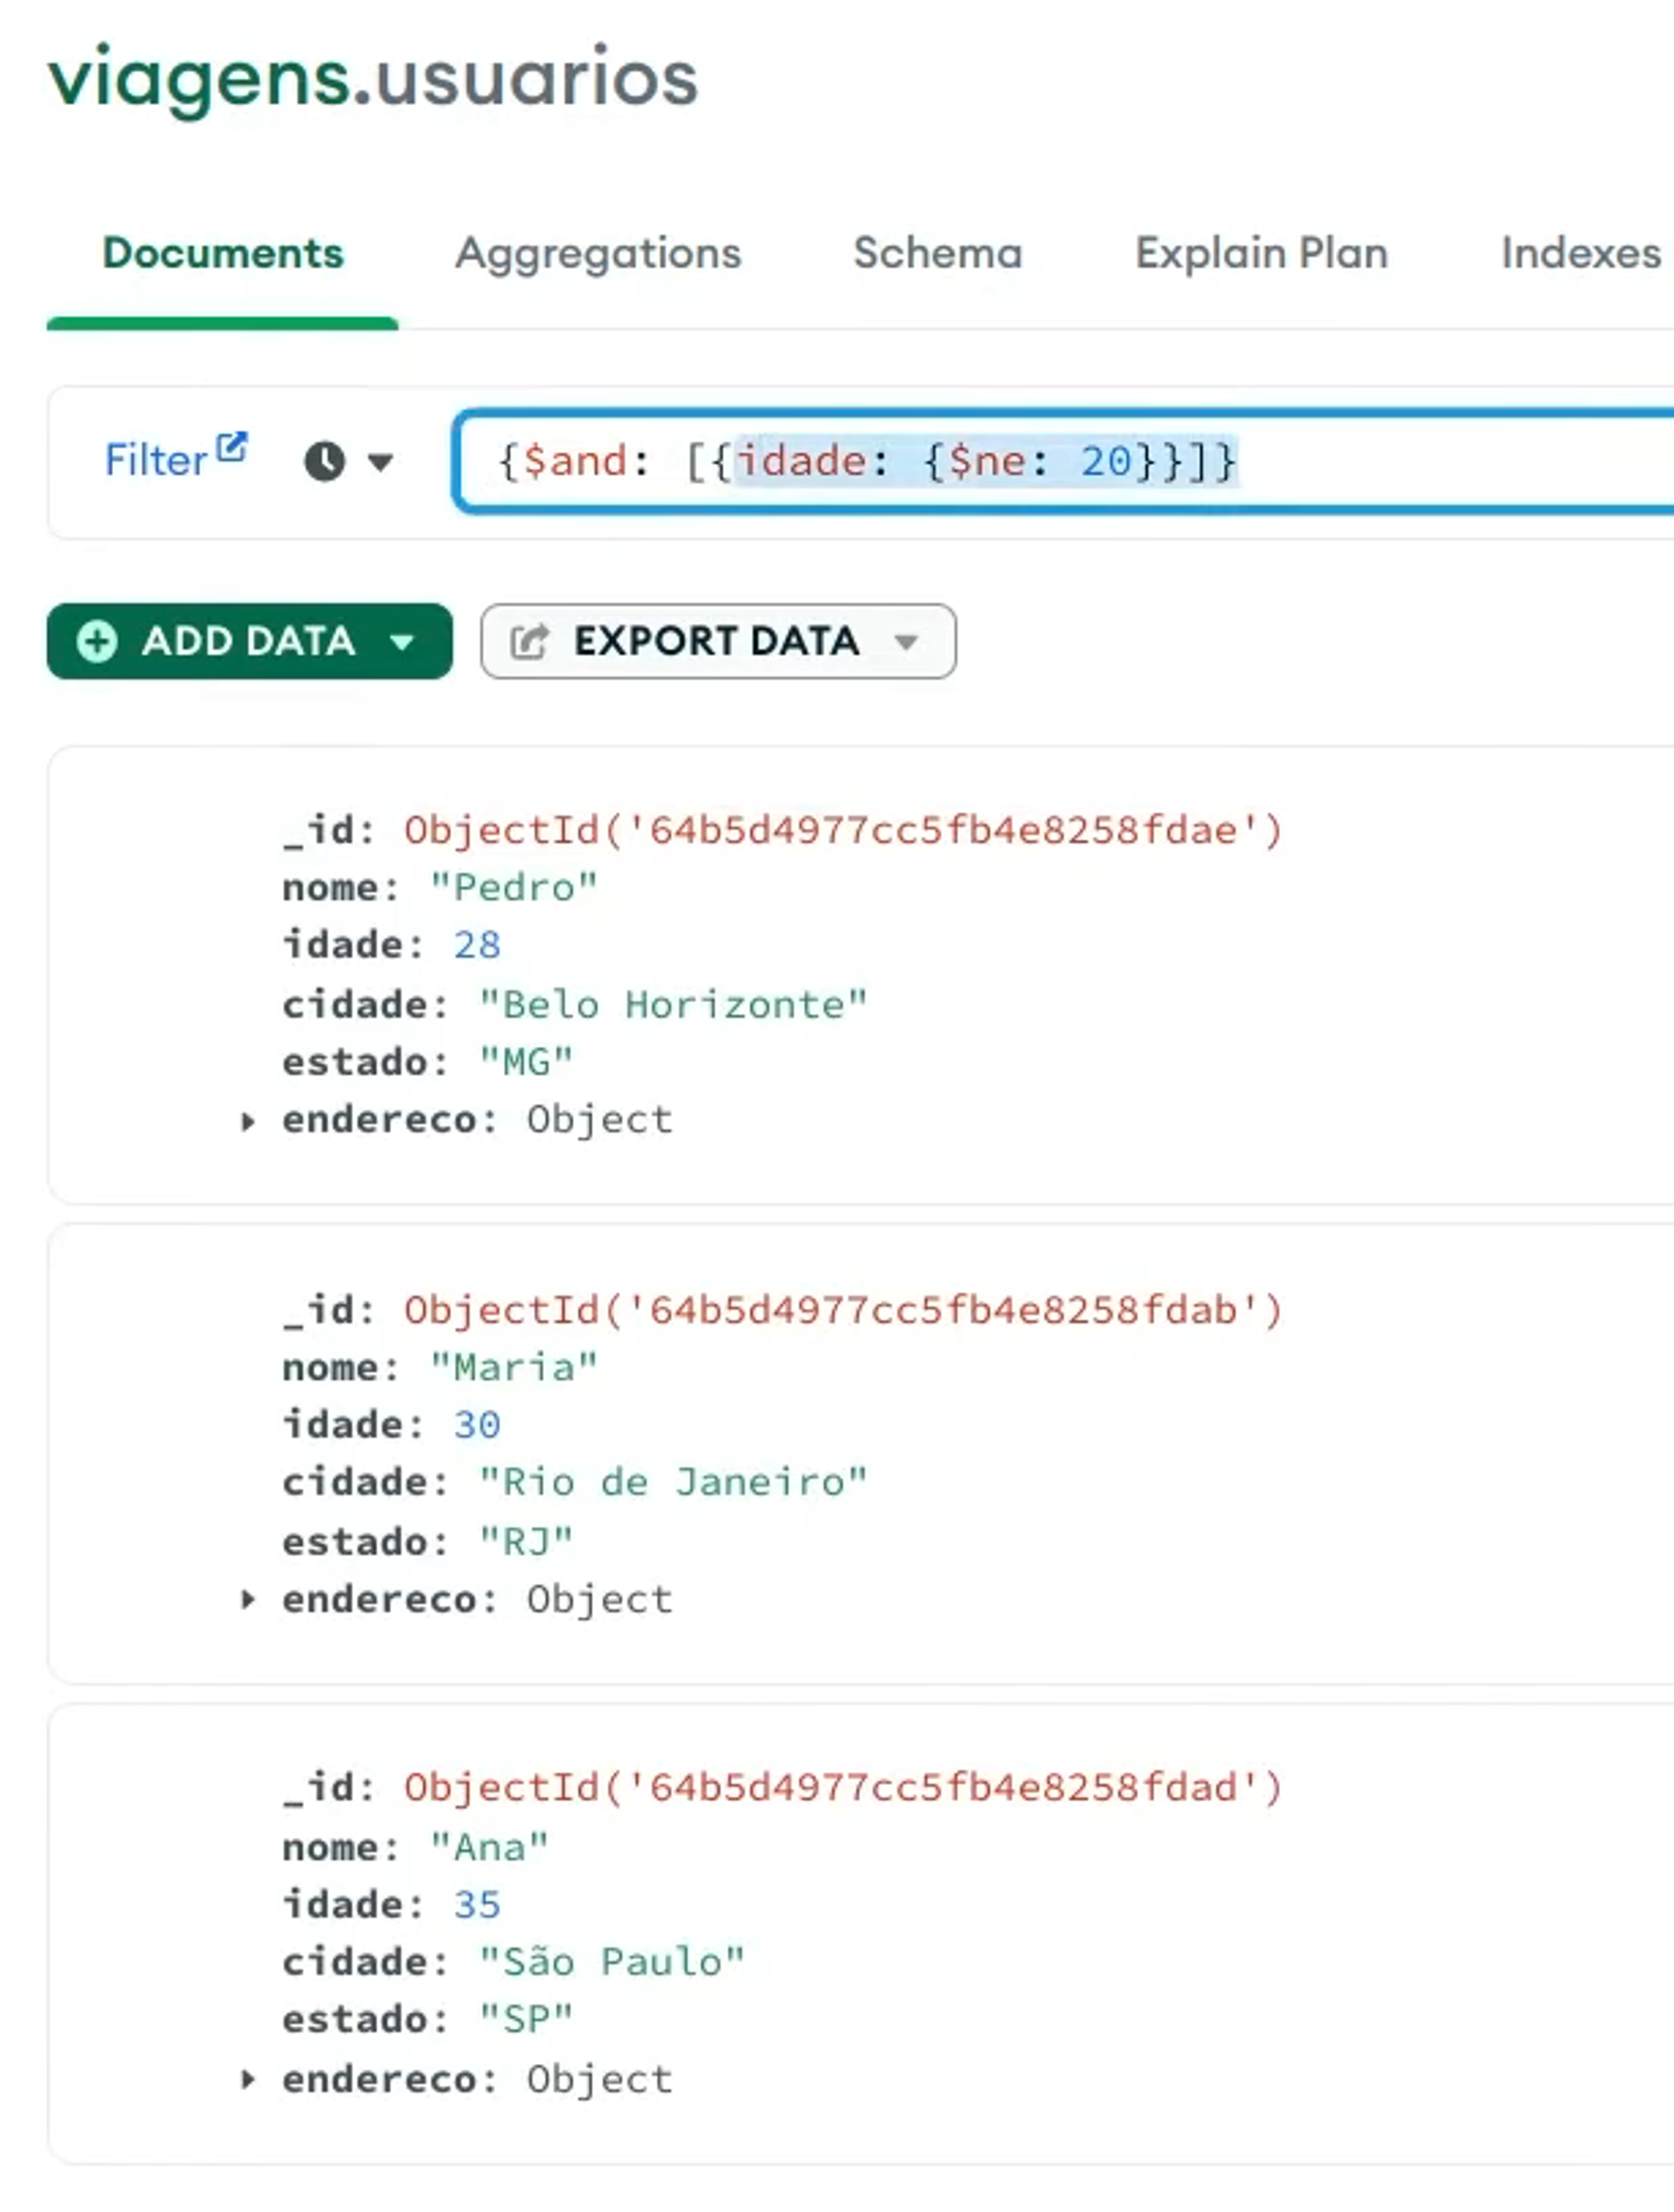 viagens.usuarios
Documents Aggregations Schema Explain Plan Indexes
Filter {$and: [{idade: {$ne: 20}}]}
ADD DATA EXPORT DATA
_id: ObjectId('64b5d4977cc5fb4e8258fdae')
nome: "Pedro"
idade: 28
cidade: "Belo Horizonte"
estado: "MG"
endereco: Object
_id: ObjectId('64b5d4977cc5fb4e8258fdab')
nome: "Maria"
idade: 30
cidade: "Rio de Janeiro"
estado: "RJ"
endereco: Object
_id: ObjectId('64b5d4977cc5fb4e8258fdad')
nome: "Ana"
idade: 35
cidade: "São Paulo"
estado: "SP"
endereco: Object